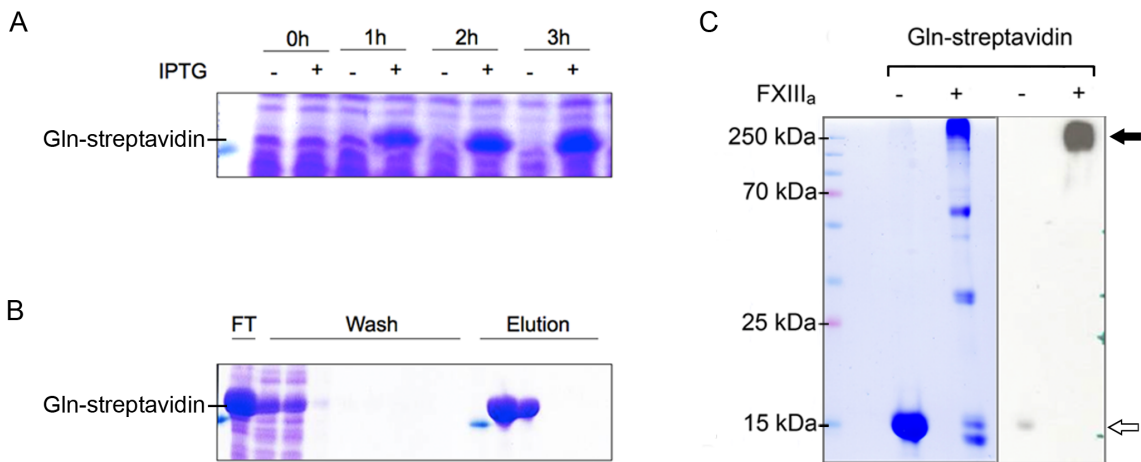 A
0h 1h 2h 3h
IPTG - + - + - + - +
Gln-streptavidin
B
FT Wash Elution
Gln-streptavidin
C
Gln-streptavidin
FXIIIa - + - +
250 kDa
70 kDa
25 kDa
15 kDa